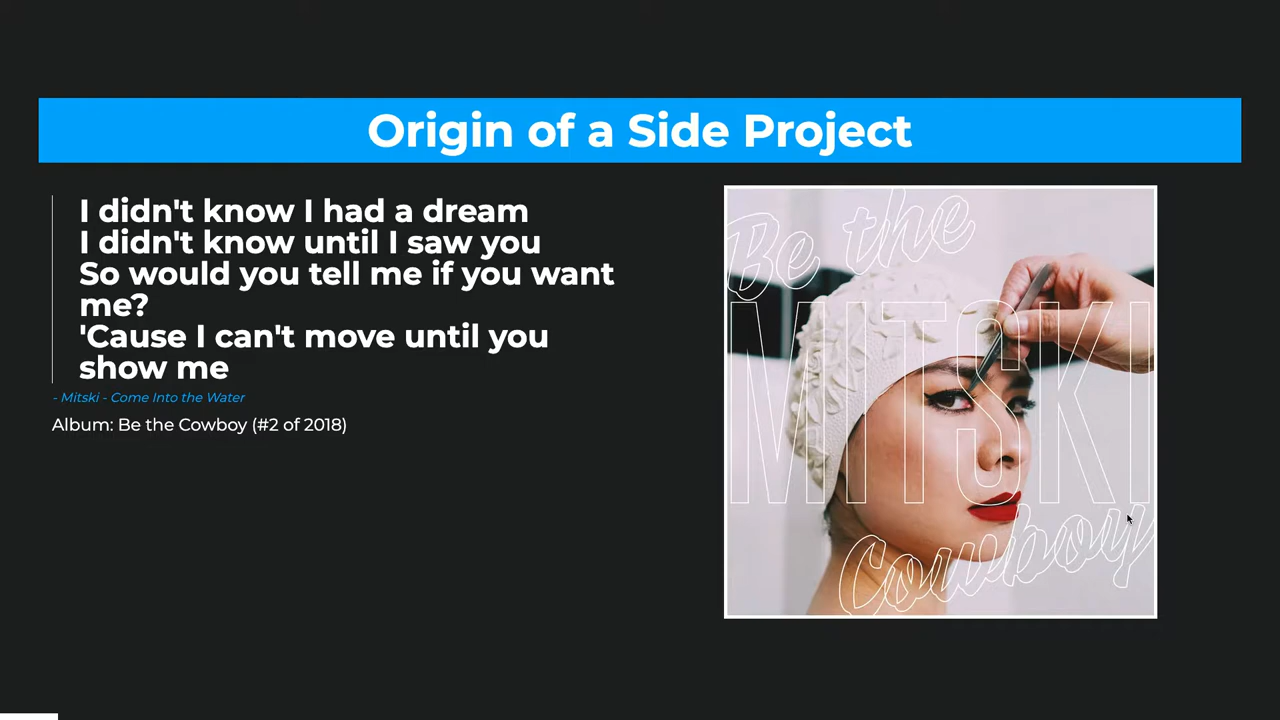 Origin of a Side Project
I didn't know I had a dream
I didn't know until I saw you
So would you tell me if you want
me?
'Cause I can't move until you
show me
- Mitski - Come Into the Water
Album: Be the Cowboy (#2 of 2018)
Be the
MITSKI
Cowboy